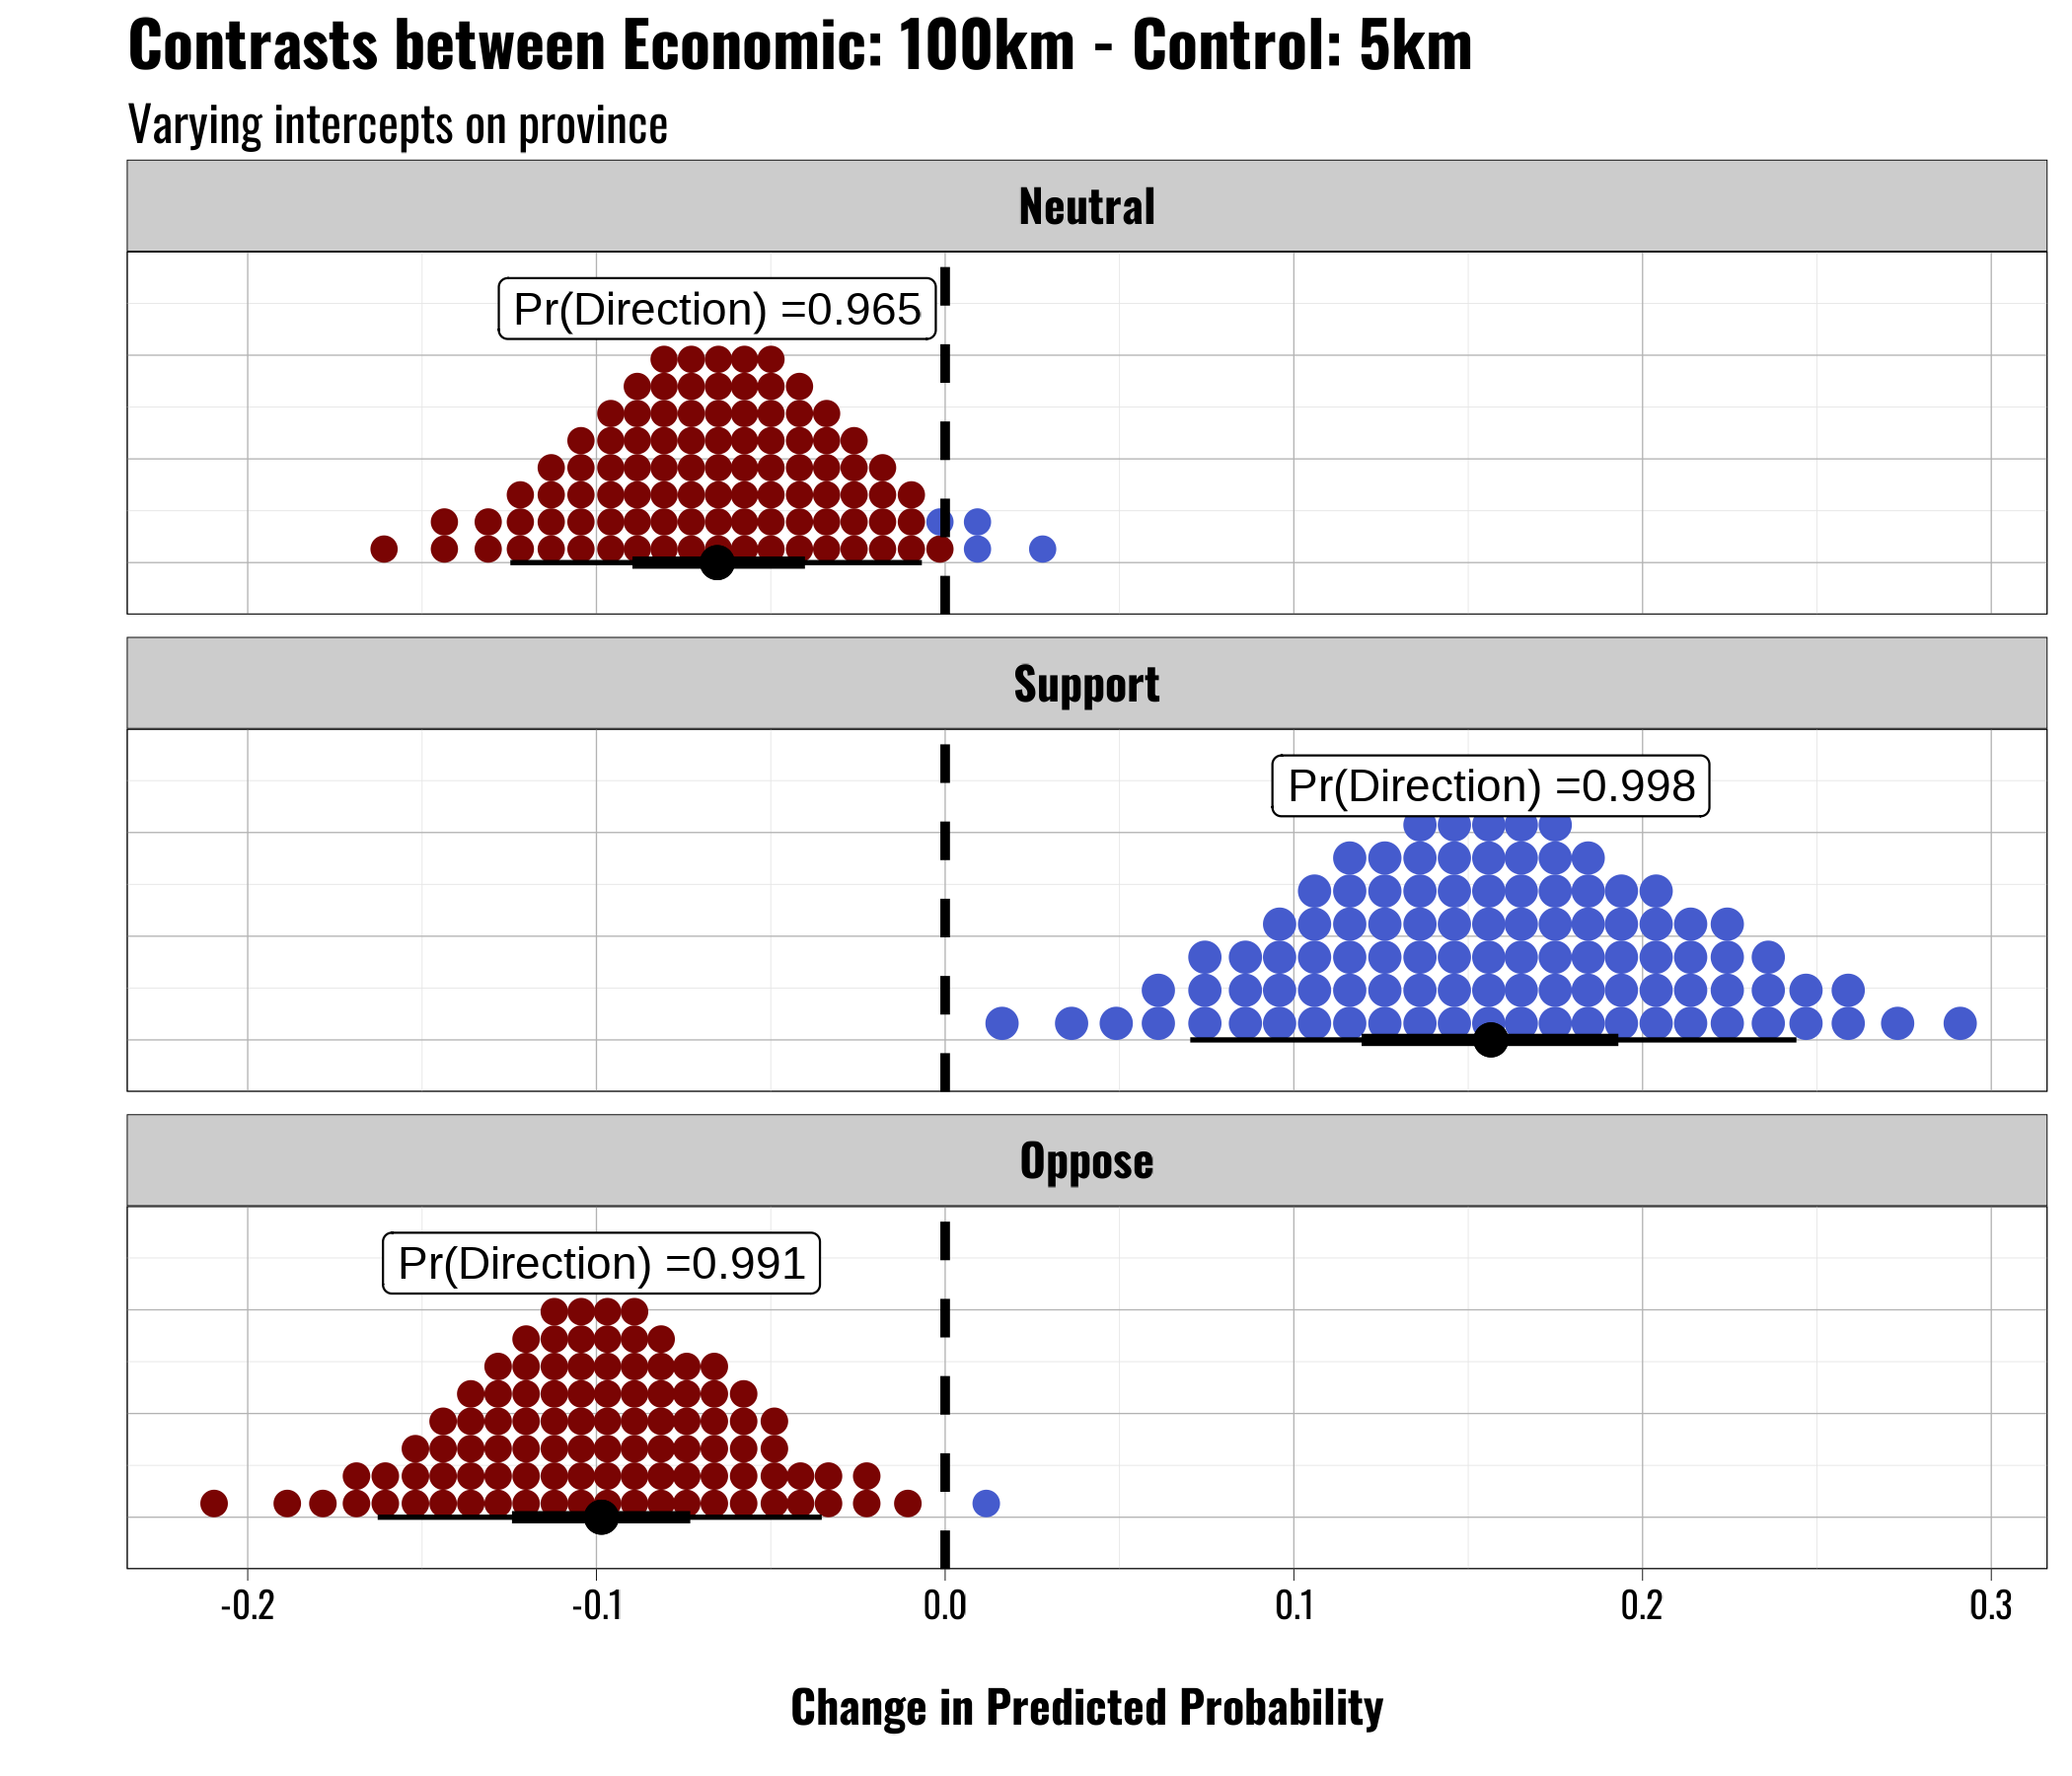 Contrasts between Economic: 100km - Control: 5km
Varying intercepts on province
Neutral
Pr(Direction) =0.965
Support
Pr(Direction) =0.998
Oppose
Pr(Direction) =0.991
-0.2 -0.1 0.0 0.1 0.2 0.3
Change in Predicted Probability